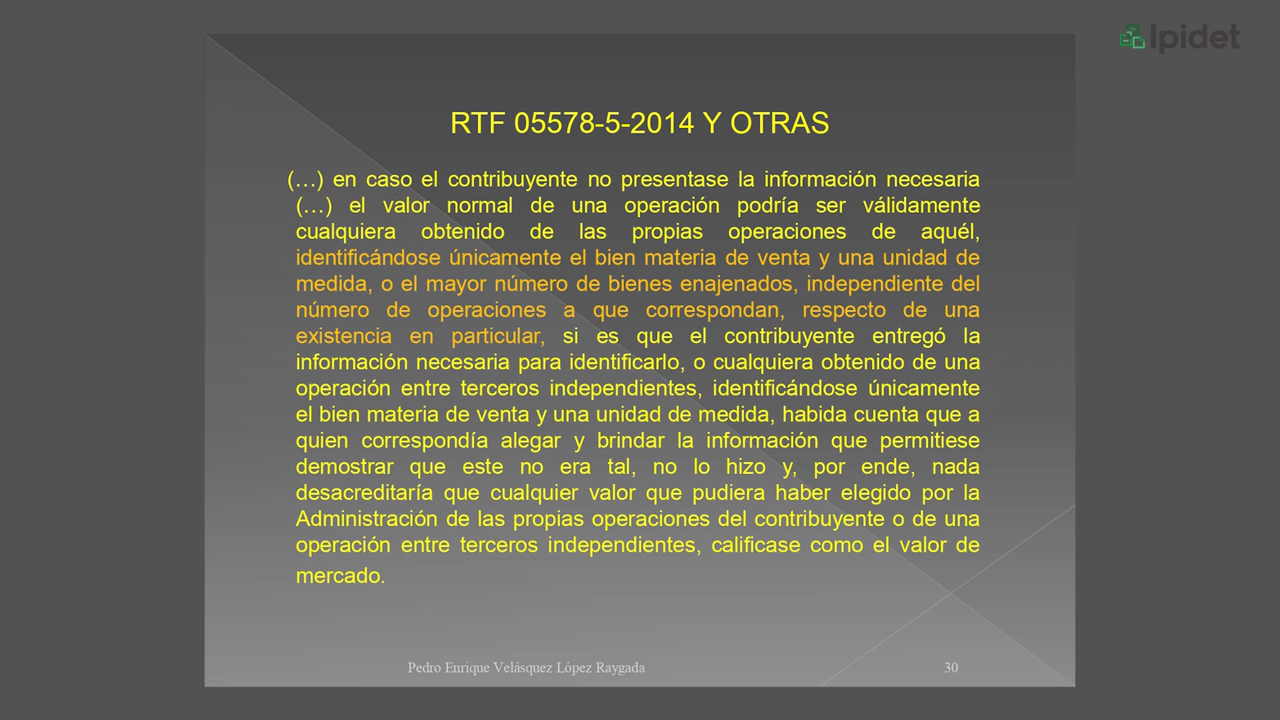 Ipidet
RTF 05578-5-2014 Y OTRAS
(…) en caso el contribuyente no presentase la información necesaria
(…) el valor normal de una operación podría ser válidamente
cualquiera obtenido de las propias operaciones de aquél,
identificándose únicamente el bien materia de venta y una unidad de
medida, o el mayor número de bienes enajenados, independiente del
número de operaciones a que correspondan, respecto de una
existencia en particular, si es que el contribuyente entregó la
información necesaria para identificarlo, o cualquiera obtenido de una
operación entre terceros independientes, identificándose únicamente
el bien materia de venta y una unidad de medida, habida cuenta que a
quien correspondía alegar y brindar la información que permitiese
demostrar que este no era tal, no lo hizo y, por ende, nada
desacreditaría que cualquier valor que pudiera haber elegido por la
Administración de las propias operaciones del contribuyente o de una
operación entre terceros independientes, calificase como el valor de
mercado.
Pedro Enrique Velásquez López Raygada
30